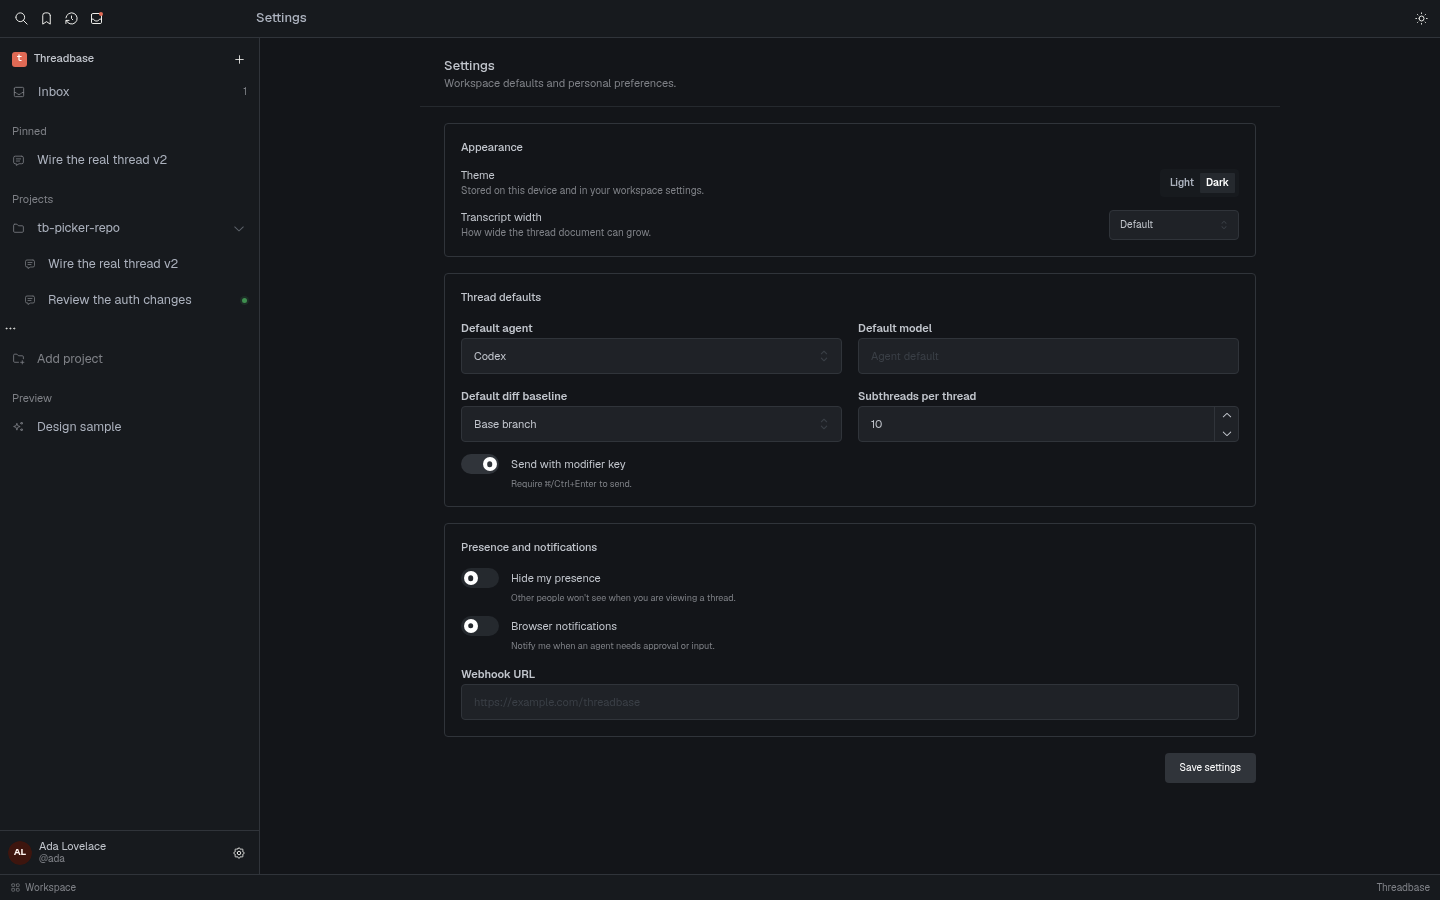 Settings
t Threadbase
Inbox 1
Pinned
Wire the real thread v2
Projects
tb-picker-repo
Wire the real thread v2
Review the auth changes
...
Add project
Preview
Design sample
AL Ada Lovelace
@ada
Settings
Workspace defaults and personal preferences.
Appearance
Theme
Stored on this device and in your workspace settings.
Light Dark
Transcript width
How wide the thread document can grow.
Default
Thread defaults
Default agent
Codex
Default model
Agent default
Default diff baseline
Base branch
Subthreads per thread
10
Send with modifier key
Require ⌘/Ctrl+Enter to send.
Presence and notifications
Hide my presence
Other people won't see when you are viewing a thread.
Browser notifications
Notify me when an agent needs approval or input.
Webhook URL
https://example.com/threadbase
Save settings
Workspace
Threadbase